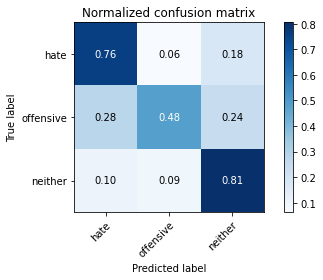 Normalized confusion matrix
True label
hate 0.76 0.06 0.18
offensive 0.28 0.48 0.24
neither 0.10 0.09 0.81
hate offensive neither
Predicted label
0.8
0.7
0.6
0.5
0.4
0.3
0.2
0.1